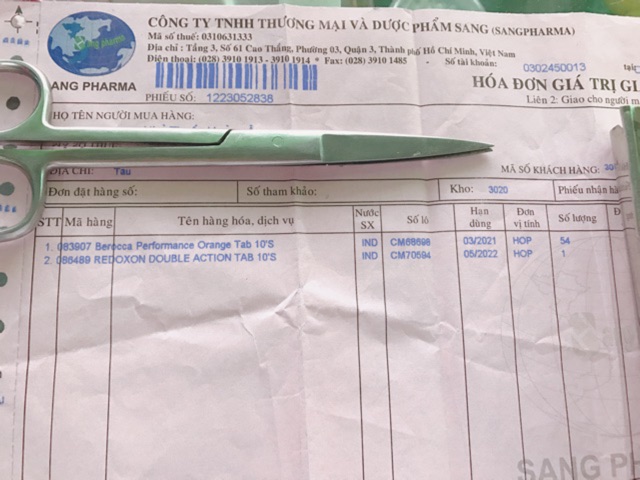 CÔNG TY TNHH THƯƠNG MẠI VÀ DƯỢC PHẨM SANG (SANGPHARMA)
Mã số thuế: 0310631333
Địa chỉ : Tầng 3, Số 61 Cao Thắng, Phường 03, Quận 3, Thành phố Hồ Chí Minh, Việt Nam
Điện thoai: (028) 3910 1913 - 3910 1914 * Fax: (028) 3910 1485 - Số tài khoản: 0302450013 tại
Sang pharma
ANG PHARMA
HÓA ĐƠN GIÁ TRỊ GI
PHIẾU SỐ: 1223052838
Liên 2: Giao cho người m
HỌ TÊN NGƯỜI MUA HÀNG:
ĐỊA CHỈ: Tàu
MÃ SỐ KHÁCH HÀNG: 30
Đơn đặt hàng số: Số tham khảo: Kho: 3020 Phiếu nhận hà
STT Mã hàng Tên hàng hóa, dịch vụ Nước SX Số lô Hạn dùng Đơn vị tính Số lượng Đ
1. 083907 Berocca Performance Orange Tab 10'S IND CM68698 03/2021 HOP 54
2. 086489 REDOXON DOUBLE ACTION TAB 10'S IND CM70594 05/2022 HOP 1
SANG PH